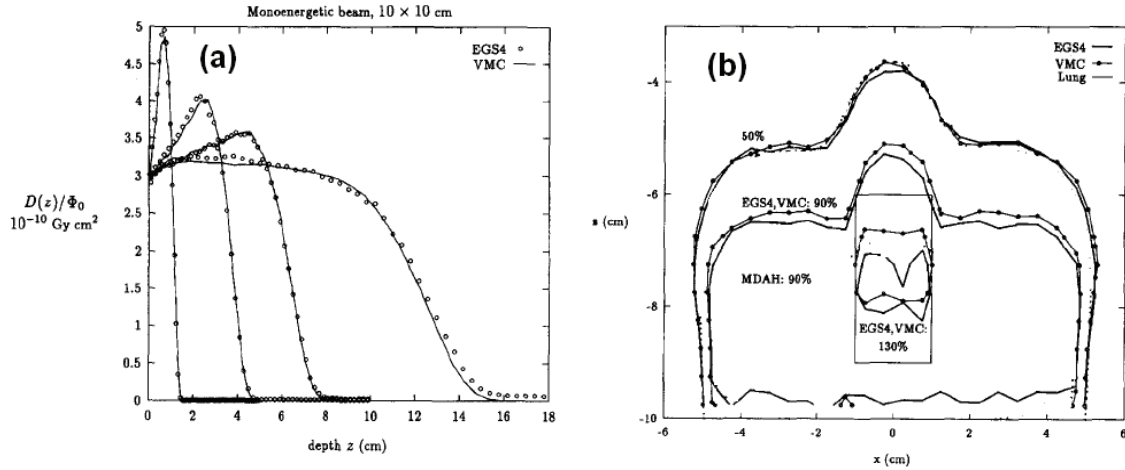 Monoenergetic beam, 10 × 10 cm
(a)
EGS4
VMC
5
4.5
4
3.5
3
2.5
2
1.5
1
0.5
0
D(z)/Φ₀
10⁻¹⁰ Gy cm²
0 2 4 6 8 10 12 14 16 18
depth z (cm)
(b)
EGS4
VMC
Lung
-4
-6
-8
-10
z (cm)
50%
EGS4,VMC: 90%
MDAH: 90%
EGS4,VMC:
130%
-6 -4 -2 0 2 4 6
x (cm)